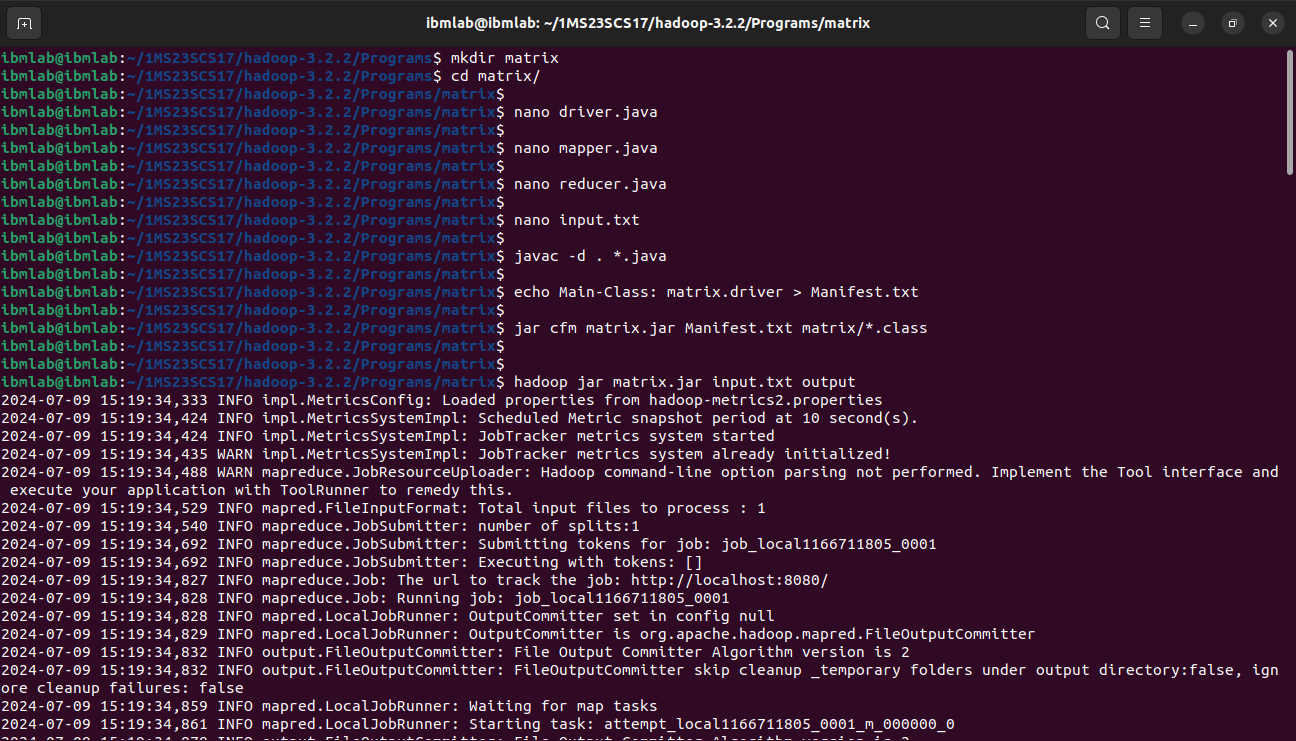 ibmlab@ibmlab: ~/1MS23SCS17/hadoop-3.2.2/Programs/matrix
ibmlab@ibmlab:~/1MS23SCS17/hadoop-3.2.2/Programs$ mkdir matrix
ibmlab@ibmlab:~/1MS23SCS17/hadoop-3.2.2/Programs$ cd matrix/
ibmlab@ibmlab:~/1MS23SCS17/hadoop-3.2.2/Programs/matrix$
ibmlab@ibmlab:~/1MS23SCS17/hadoop-3.2.2/Programs/matrix$ nano driver.java
ibmlab@ibmlab:~/1MS23SCS17/hadoop-3.2.2/Programs/matrix$
ibmlab@ibmlab:~/1MS23SCS17/hadoop-3.2.2/Programs/matrix$ nano mapper.java
ibmlab@ibmlab:~/1MS23SCS17/hadoop-3.2.2/Programs/matrix$
ibmlab@ibmlab:~/1MS23SCS17/hadoop-3.2.2/Programs/matrix$ nano reducer.java
ibmlab@ibmlab:~/1MS23SCS17/hadoop-3.2.2/Programs/matrix$
ibmlab@ibmlab:~/1MS23SCS17/hadoop-3.2.2/Programs/matrix$ nano input.txt
ibmlab@ibmlab:~/1MS23SCS17/hadoop-3.2.2/Programs/matrix$
ibmlab@ibmlab:~/1MS23SCS17/hadoop-3.2.2/Programs/matrix$ javac -d . *.java
ibmlab@ibmlab:~/1MS23SCS17/hadoop-3.2.2/Programs/matrix$
ibmlab@ibmlab:~/1MS23SCS17/hadoop-3.2.2/Programs/matrix$ echo Main-Class: matrix.driver > Manifest.txt
ibmlab@ibmlab:~/1MS23SCS17/hadoop-3.2.2/Programs/matrix$
ibmlab@ibmlab:~/1MS23SCS17/hadoop-3.2.2/Programs/matrix$ jar cfm matrix.jar Manifest.txt matrix/*.class
ibmlab@ibmlab:~/1MS23SCS17/hadoop-3.2.2/Programs/matrix$
ibmlab@ibmlab:~/1MS23SCS17/hadoop-3.2.2/Programs/matrix$
ibmlab@ibmlab:~/1MS23SCS17/hadoop-3.2.2/Programs/matrix$ hadoop jar matrix.jar input.txt output
2024-07-09 15:19:34,333 INFO impl.MetricsConfig: Loaded properties from hadoop-metrics2.properties
2024-07-09 15:19:34,424 INFO impl.MetricsSystemImpl: Scheduled Metric snapshot period at 10 second(s).
2024-07-09 15:19:34,424 INFO impl.MetricsSystemImpl: JobTracker metrics system started
2024-07-09 15:19:34,435 WARN impl.MetricsSystemImpl: JobTracker metrics system already initialized!
2024-07-09 15:19:34,488 WARN mapreduce.JobResourceUploader: Hadoop command-line option parsing not performed. Implement the Tool interface and
 execute your application with ToolRunner to remedy this.
2024-07-09 15:19:34,529 INFO mapred.FileInputFormat: Total input files to process : 1
2024-07-09 15:19:34,540 INFO mapreduce.JobSubmitter: number of splits:1
2024-07-09 15:19:34,692 INFO mapreduce.JobSubmitter: Submitting tokens for job: job_local1166711805_0001
2024-07-09 15:19:34,692 INFO mapreduce.JobSubmitter: Executing with tokens: []
2024-07-09 15:19:34,827 INFO mapreduce.Job: The url to track the job: http://localhost:8080/
2024-07-09 15:19:34,828 INFO mapreduce.Job: Running job: job_local1166711805_0001
2024-07-09 15:19:34,828 INFO mapred.LocalJobRunner: OutputCommitter set in config null
2024-07-09 15:19:34,829 INFO mapred.LocalJobRunner: OutputCommitter is org.apache.hadoop.mapred.FileOutputCommitter
2024-07-09 15:19:34,832 INFO output.FileOutputCommitter: File Output Committer Algorithm version is 2
2024-07-09 15:19:34,832 INFO output.FileOutputCommitter: FileOutputCommitter skip cleanup _temporary folders under output directory:false, ign
ore cleanup failures: false
2024-07-09 15:19:34,859 INFO mapred.LocalJobRunner: Waiting for map tasks
2024-07-09 15:19:34,861 INFO mapred.LocalJobRunner: Starting task: attempt_local1166711805_0001_m_000000_0
2024-07-09 15:19:34,878 INFO output.FileOutputCommitter: File Output Committer Algorithm version is 2